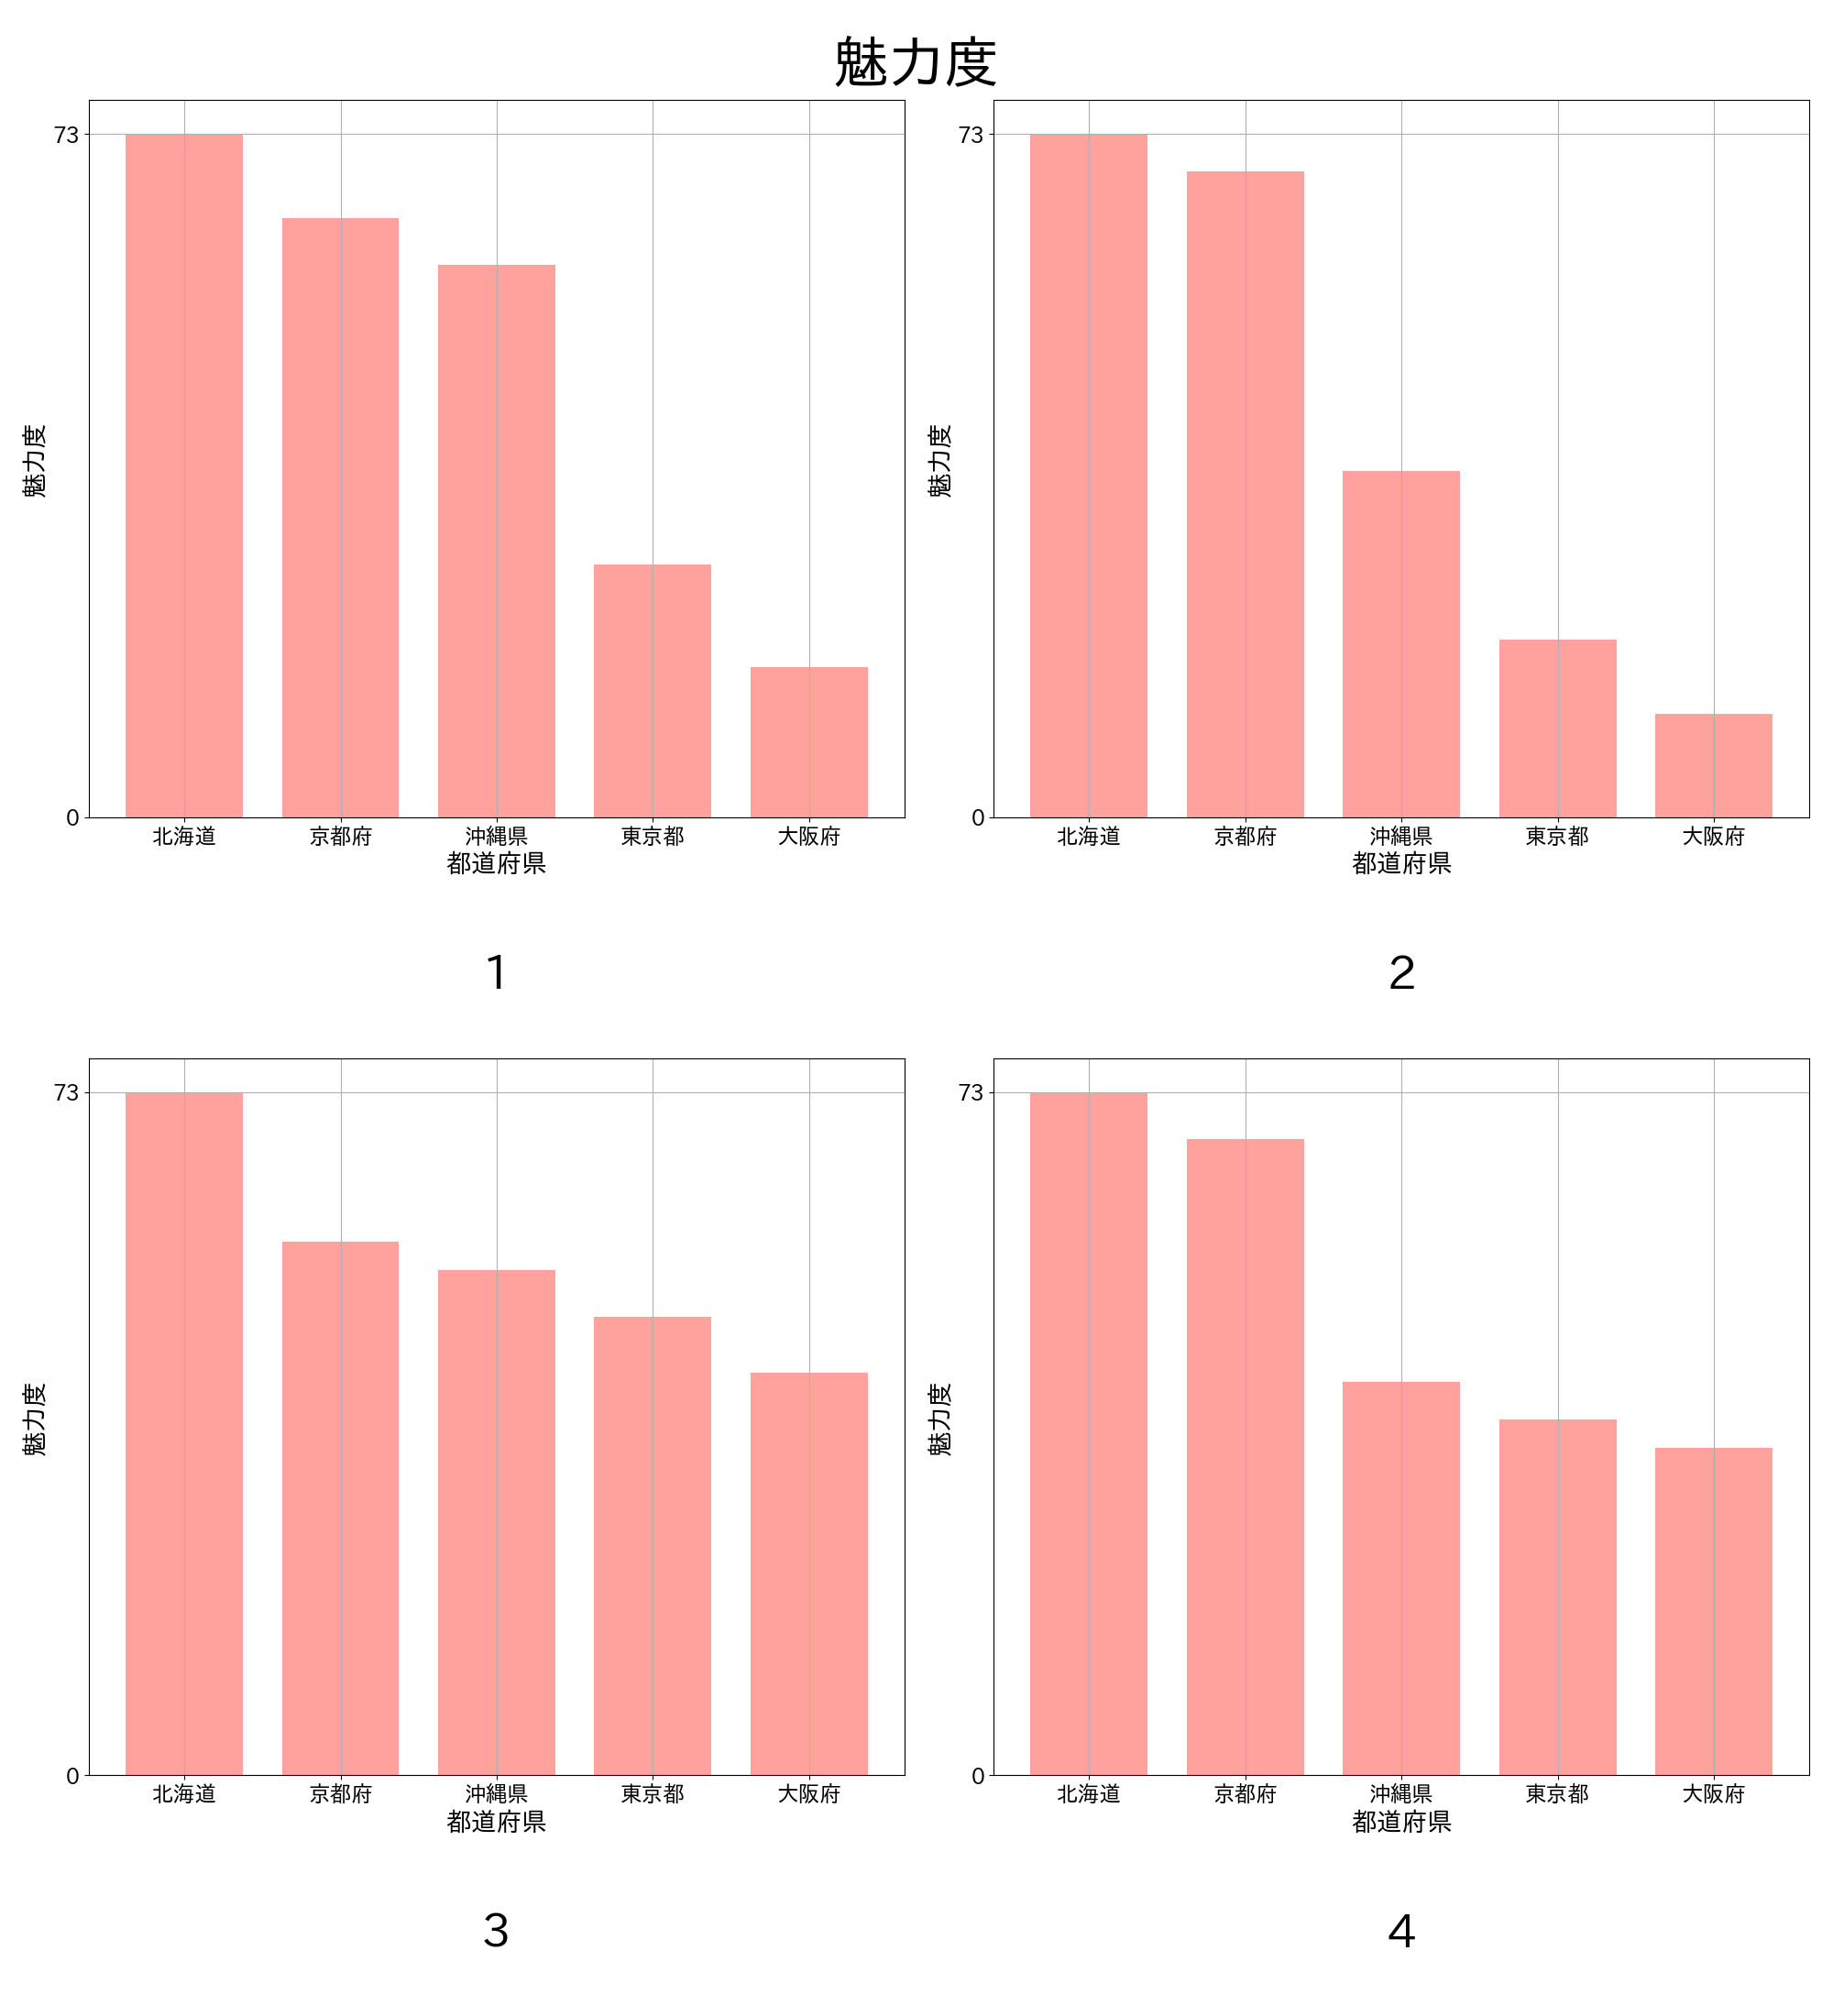 魅力度
73
0
魅力度
北海道 京都府 沖縄県 東京都 大阪府
都道府県
1
73
0
魅力度
北海道 京都府 沖縄県 東京都 大阪府
都道府県
2
73
0
魅力度
北海道 京都府 沖縄県 東京都 大阪府
都道府県
3
73
0
魅力度
北海道 京都府 沖縄県 東京都 大阪府
都道府県
4